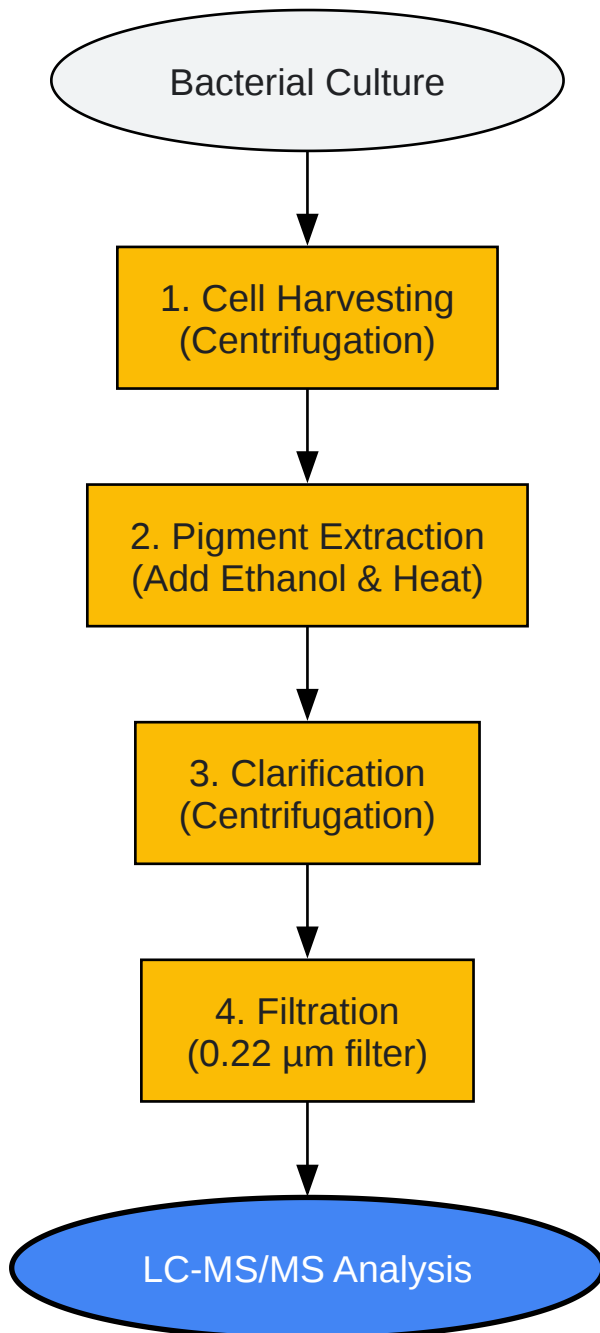 Bacterial Culture
1. Cell Harvesting
(Centrifugation)
2. Pigment Extraction
(Add Ethanol & Heat)
3. Clarification
(Centrifugation)
4. Filtration
(0.22 µm filter)
LC-MS/MS Analysis